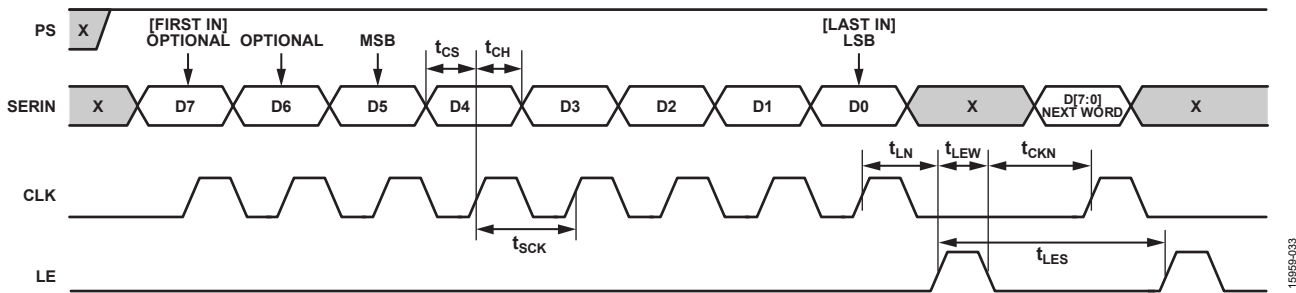 PS X
[FIRST IN] [LAST IN]
OPTIONAL OPTIONAL MSB LSB
tCS tCH
SERIN X D7 D6 D5 D4 D3 D2 D1 D0 X D[7:0] X
NEXT WORD
tLN tLEW tCKN
CLK
tSCK
tLES
LE
15959-033